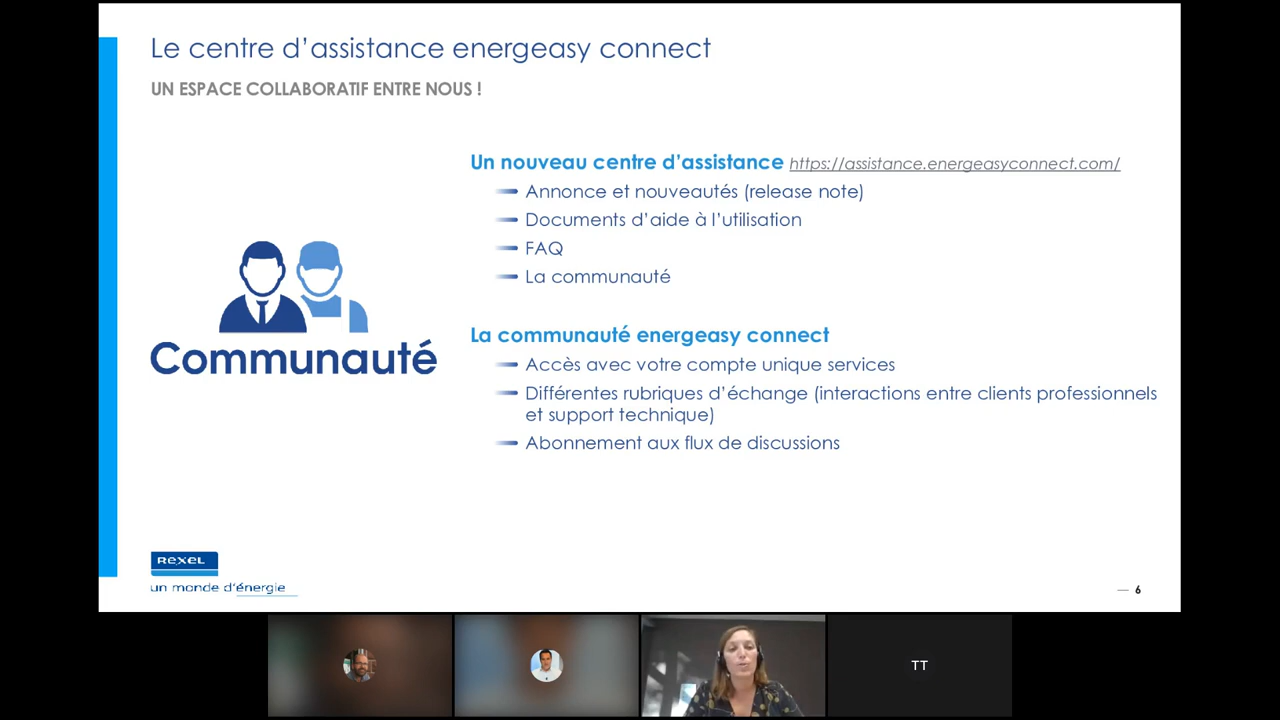 Le centre d’assistance energeasy connect
UN ESPACE COLLABORATIF ENTRE NOUS !
Un nouveau centre d’assistance https://assistance.energeasyconnect.com/
Annonce et nouveautés (release note)
Documents d’aide à l’utilisation
FAQ
La communauté
Communauté
La communauté energeasy connect
Accès avec votre compte unique services
Différentes rubriques d’échange (interactions entre clients professionnels
et support technique)
Abonnement aux flux de discussions
REXEL
un monde d’énergie
— 6
TT